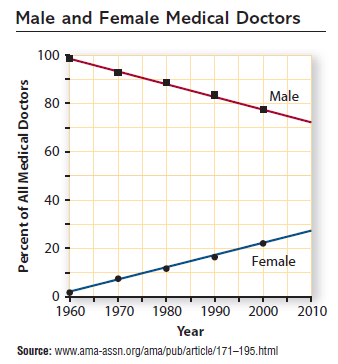 Male and Female Medical Doctors
Percent of All Medical Doctors
100
80
60
40
20
0
Male
Female
1960 1970 1980 1990 2000 2010
Year
Source: www.ama-assn.org/ama/pub/article/171–195.html